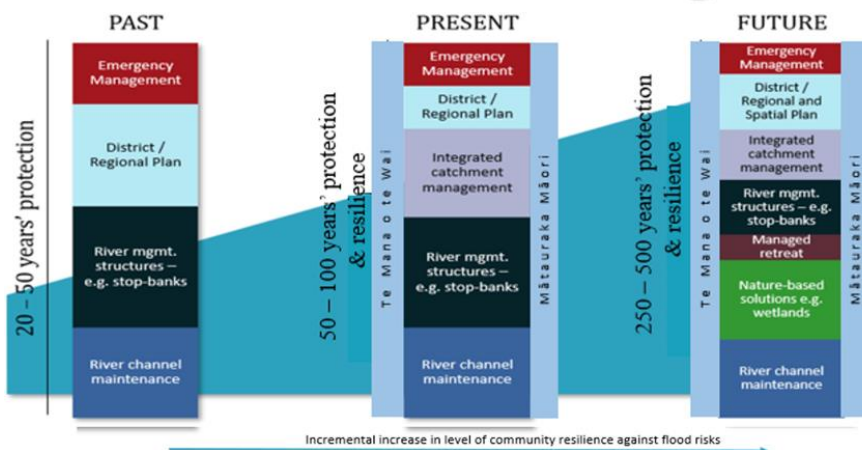 PAST
20 – 50 years' protection
Emergency
Management
District /
Regional Plan
River mgmt.
structures –
e.g. stop-banks
River channel
maintenance
PRESENT
50 – 100 years' protection
& resilience
Te Mana o te Wai
Emergency
Management
District /
Regional Plan
Integrated
catchment
management
River mgmt.
structures –
e.g. stop-banks
River channel
maintenance
Mātauraka Māori
FUTURE
250 – 500 years' protection
& resilience
Te Mana o te Wai
Emergency
Management
District /
Regional and
Spatial Plan
Integrated
catchment
management
River mgmt.
structures – e.g.
stop-banks
Managed
retreat
Nature-based
solutions e.g.
wetlands
River channel
maintenance
Mātauraka Māori
Incremental increase in level of community resilience against flood risks